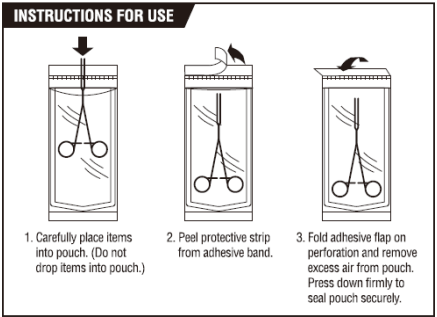 INSTRUCTIONS FOR USE
1. Carefully place items
into pouch. (Do not
drop items into pouch.)
2. Peel protective strip
from adhesive band.
3. Fold adhesive flap on
perforation and remove
excess air from pouch.
Press down firmly to
seal pouch securely.